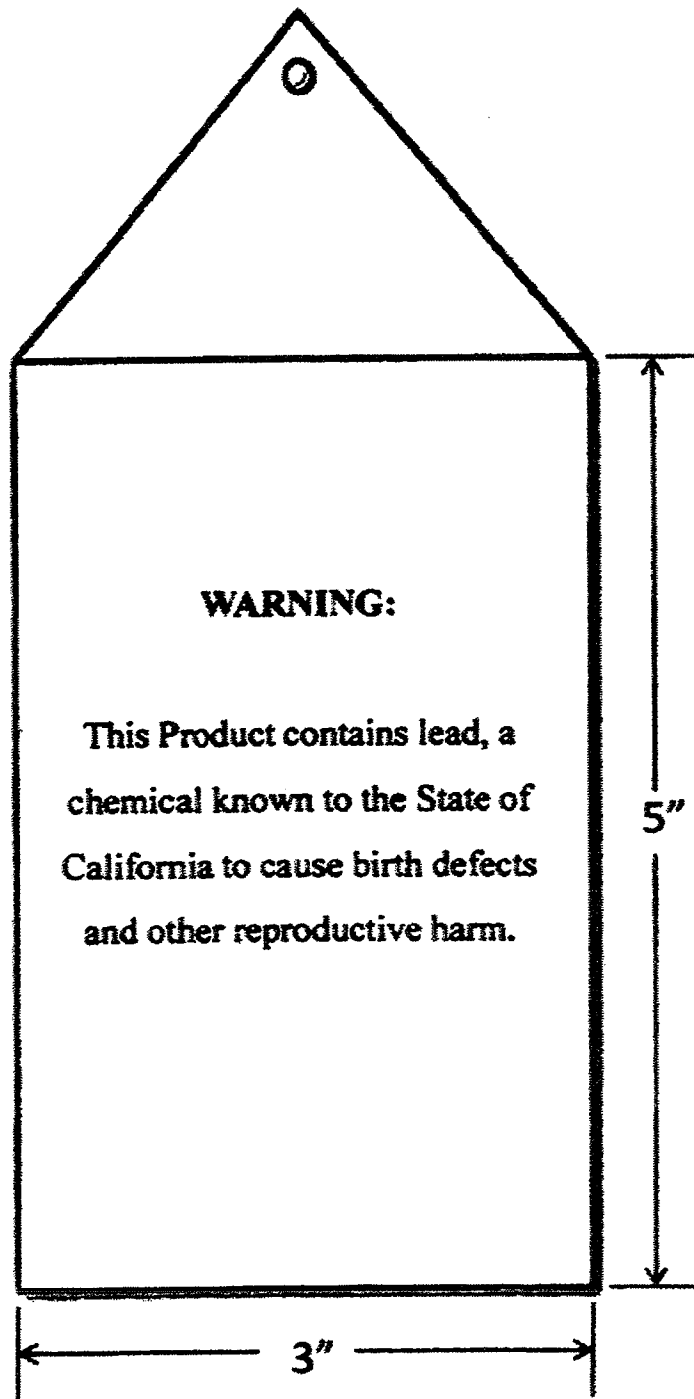 WARNING:
This Product contains lead, a
chemical known to the State of
California to cause birth defects
and other reproductive harm.
5"
3"